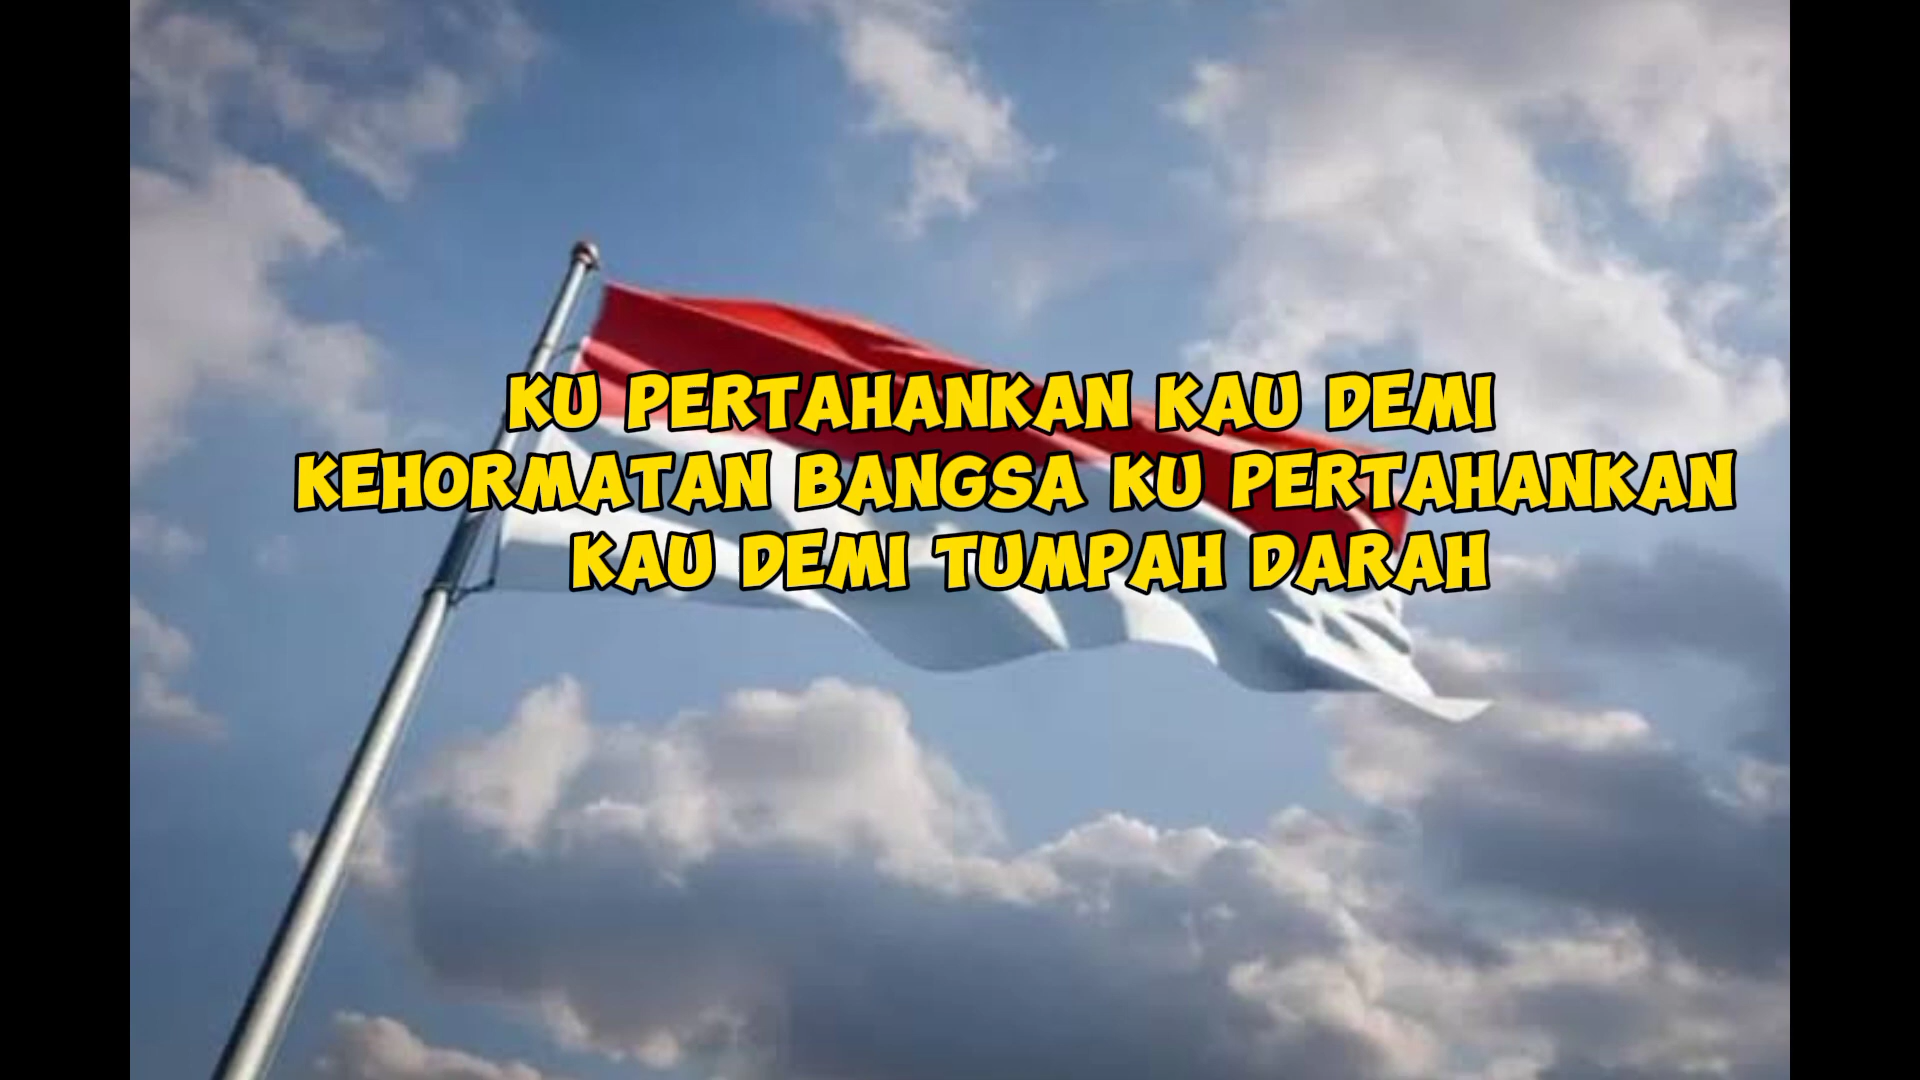 KU PERTAHANKAN KAU DEMI
KEHORMATAN BANGSA KU PERTAHANKAN
KAU DEMI TUMPAH DARAH